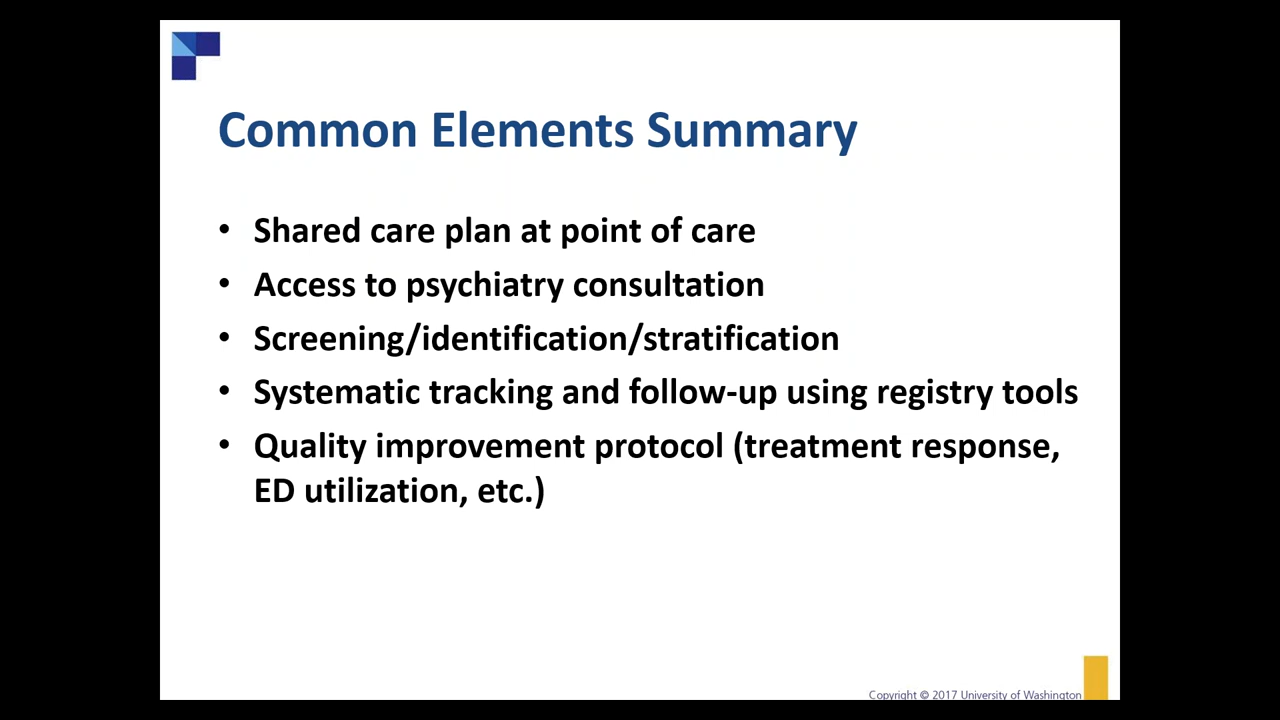 Common Elements Summary
• Shared care plan at point of care
• Access to psychiatry consultation
• Screening/identification/stratification
• Systematic tracking and follow-up using registry tools
• Quality improvement protocol (treatment response,
ED utilization, etc.)
Copyright © 2017 University of Washington